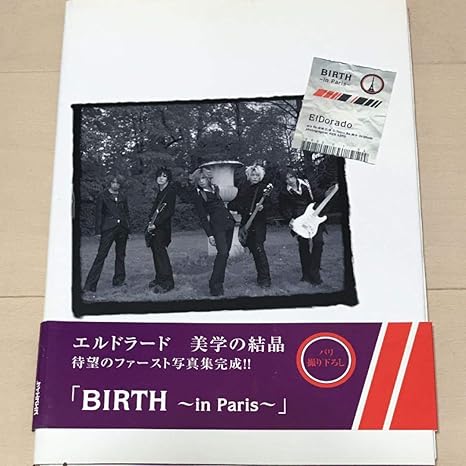 BIRTH
~in Paris~
ElDorado
エルドラード 美学の結晶
待望のファースト写真集完成!!
パリ
撮り下ろし
「BIRTH ~in Paris~」